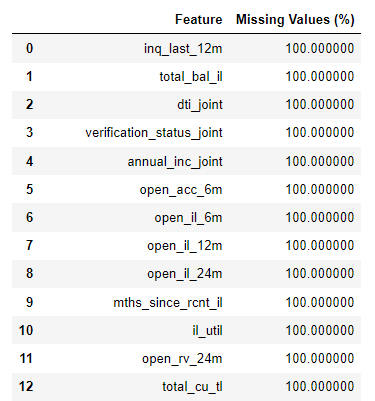 Feature Missing Values (%)
0 inq_last_12m 100.000000
1 total_bal_il 100.000000
2 dti_joint 100.000000
3 verification_status_joint 100.000000
4 annual_inc_joint 100.000000
5 open_acc_6m 100.000000
6 open_il_6m 100.000000
7 open_il_12m 100.000000
8 open_il_24m 100.000000
9 mths_since_rcnt_il 100.000000
10 il_util 100.000000
11 open_rv_24m 100.000000
12 total_cu_tl 100.000000